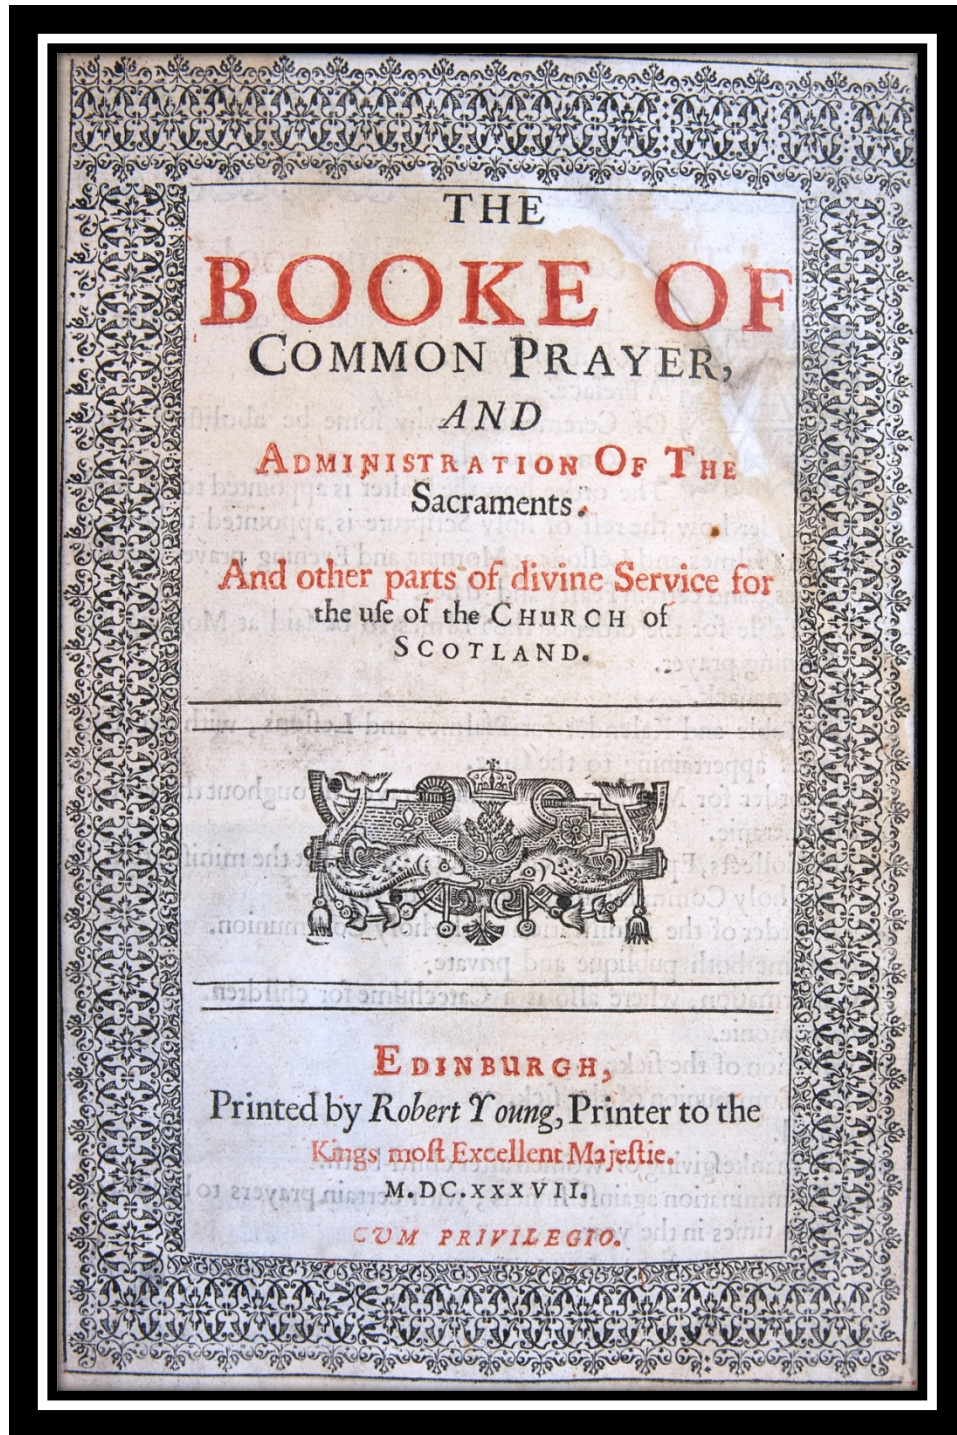 THE
BOOKE OF
COMMON PRAYER,
AND
ADMINISTRATION OF THE
Sacraments.
And other parts of divine Service for
the uſe of the CHuRCH of
SCOTLAND.
EDINBuRGH,
Printed by Robert Young, Printer to the
Kings moſt Excellent Majeſtie.
M.DC.XXXVII.
CVM PRIVILEGIO.